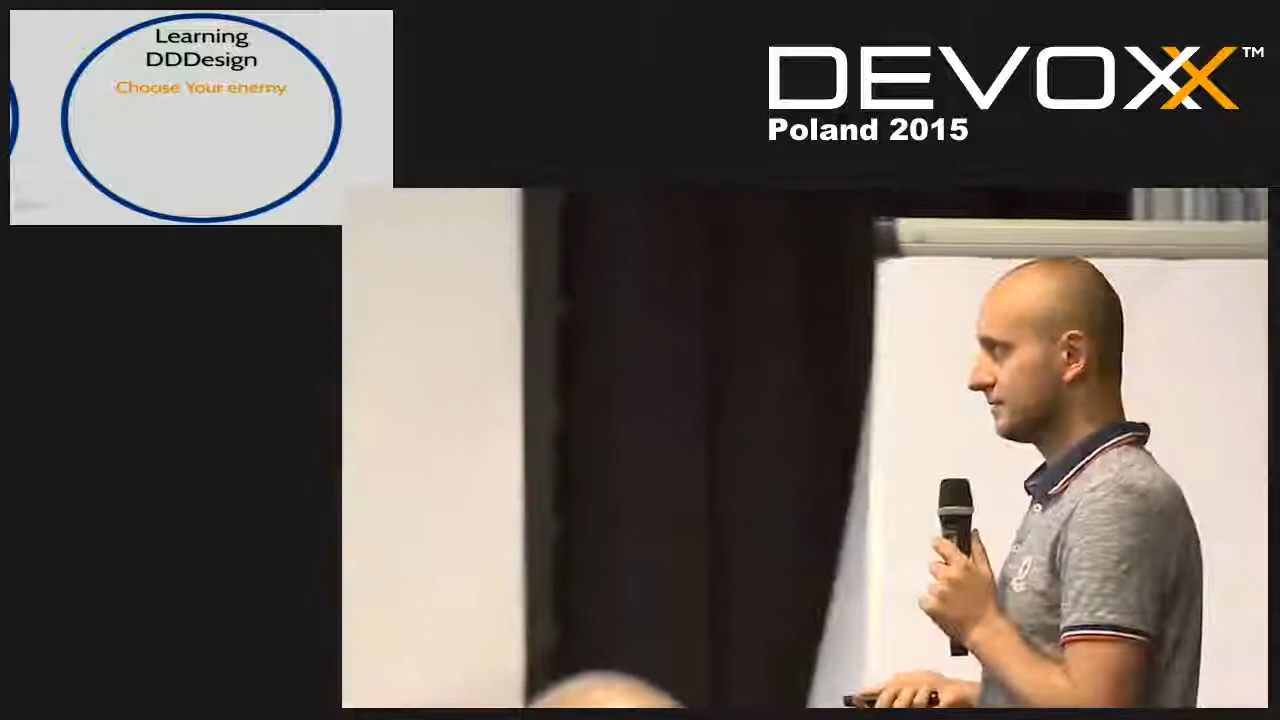 Learning
DDDesign
Choose Your enemy
DEVOXX™
Poland 2015